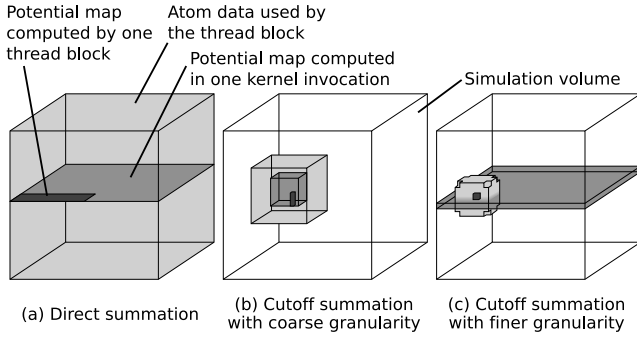 Potential map
computed by one
thread block
Atom data used by
the thread block
Potential map computed
in one kernel invocation
Simulation volume
(a) Direct summation
(b) Cutoff summation
with coarse granularity
(c) Cutoff summation
with finer granularity